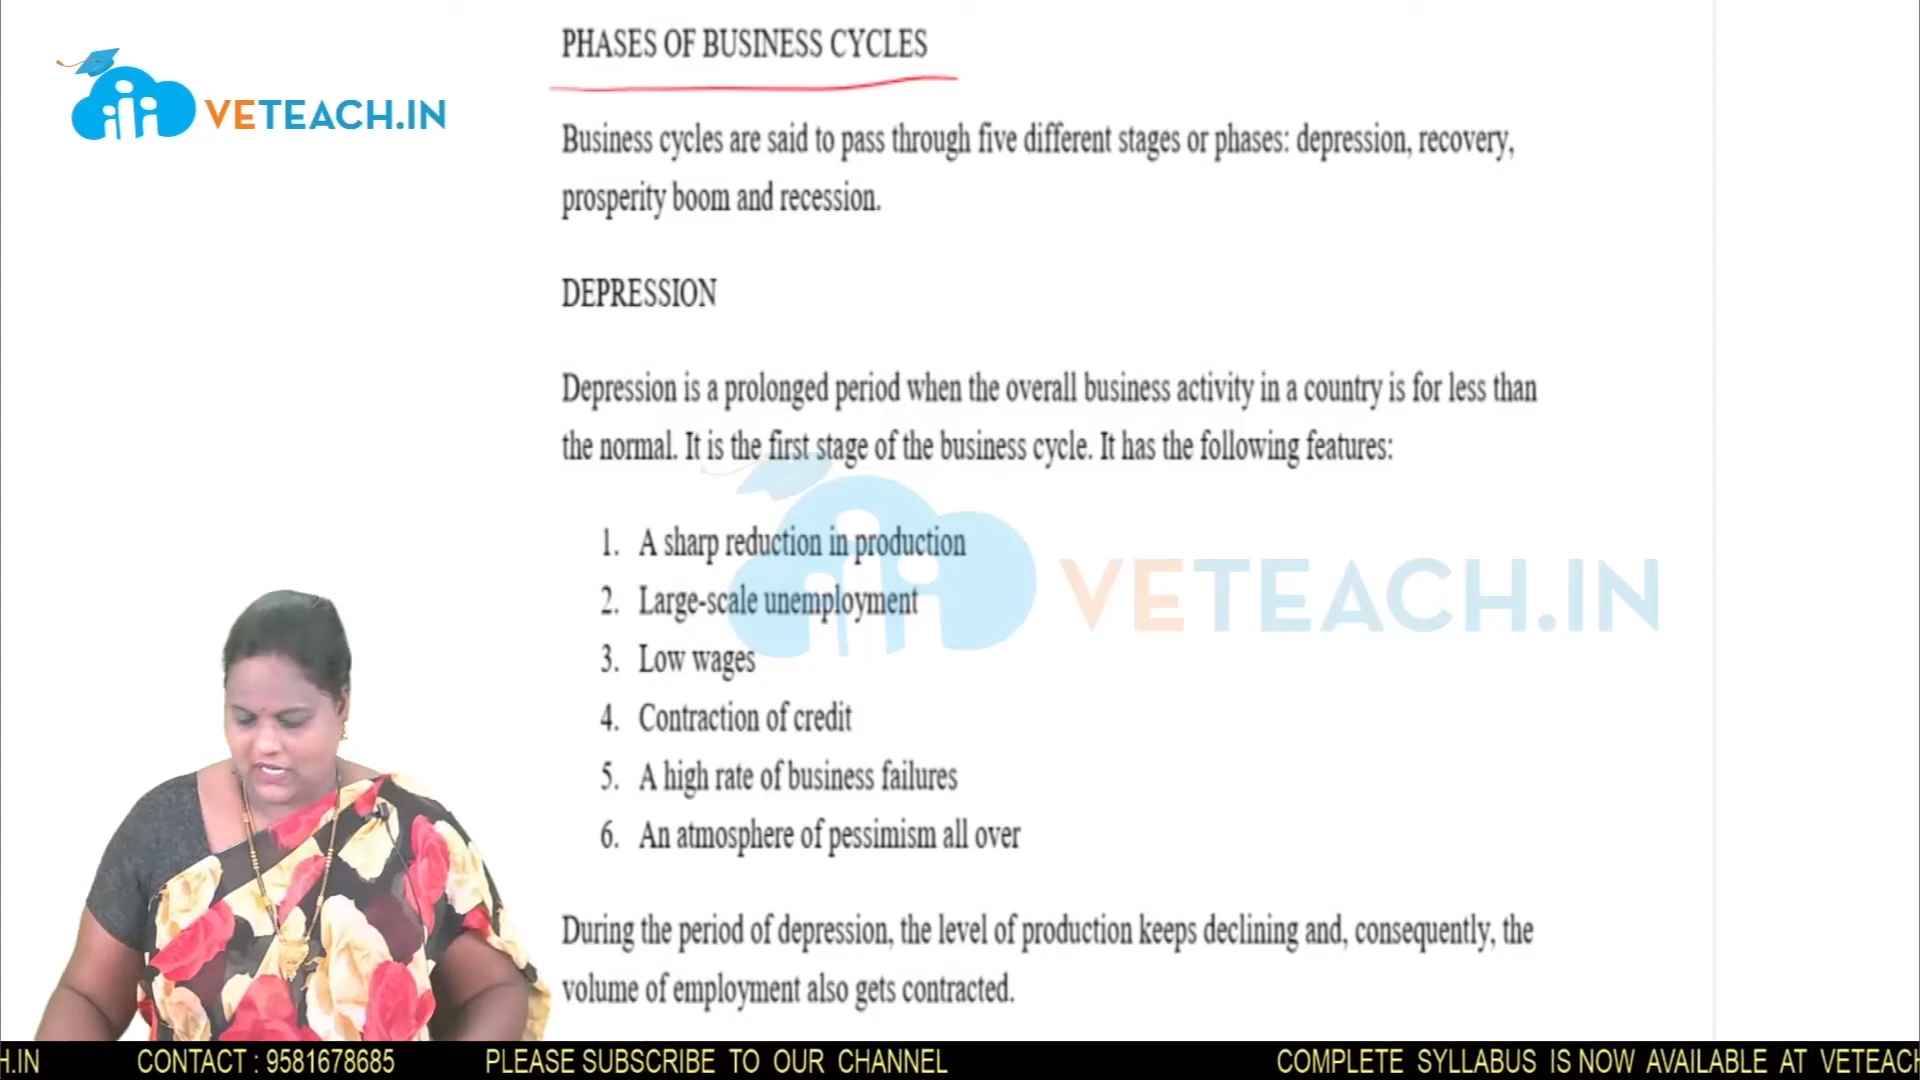 PHASES OF BUSINESS CYCLES
VETEACH.IN
Business cycles are said to pass through five different stages or phases: depression, recovery,
prosperity boom and recession.
DEPRESSION
Depression is a prolonged period when the overall business activity in a country is for less than
the normal. It is the first stage of the business cycle. It has the following features:
1. A sharp reduction in production
2. Large-scale unemployment
VETEACH.IN
3. Low wages
4. Contraction of credit
5. A high rate of business failures
6. An atmosphere of pessimism all over
During the period of depression, the level of production keeps declining and, consequently, the
volume of employment also gets contracted.
H.IN CONTACT : 9581678685 PLEASE SUBSCRIBE TO OUR CHANNEL COMPLETE SYLLABUS IS NOW AVAILABLE AT VETEACH